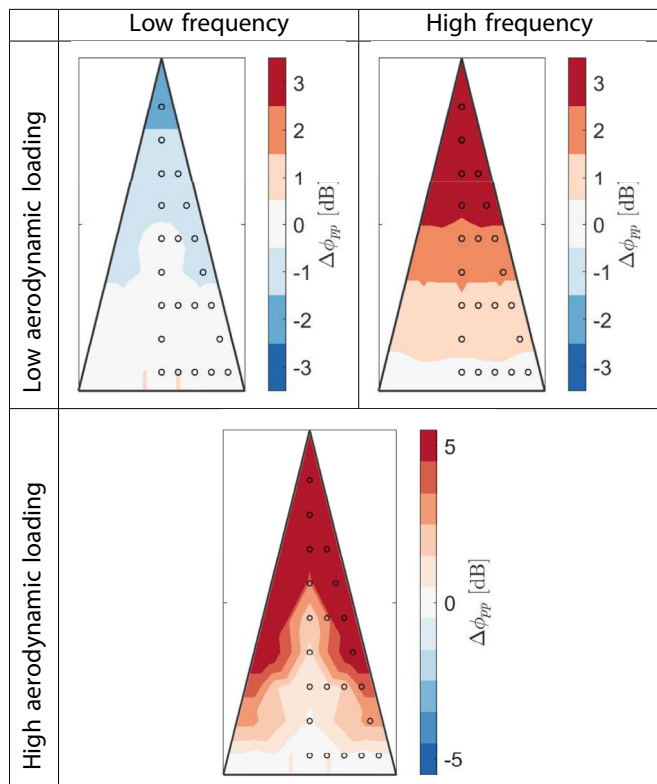 Low frequency
High frequency
Low aerodynamic loading
3
2
1
0
-1
-2
-3
Δϕpp [dB]
3
2
1
0
-1
-2
-3
Δϕpp [dB]
High aerodynamic loading
5
0
-5
Δϕpp [dB]